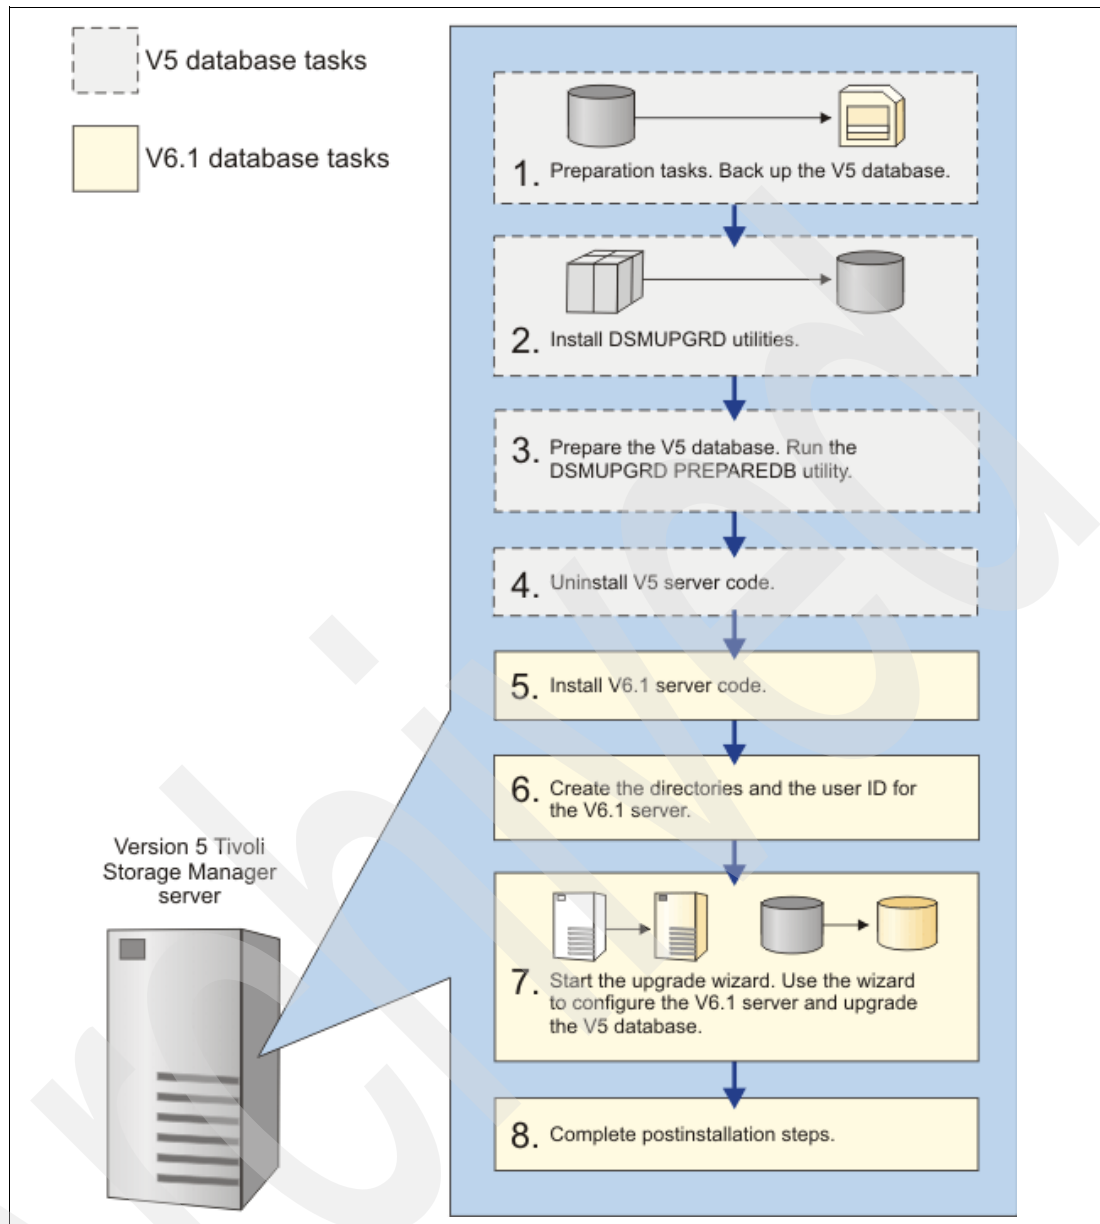 V5 database tasks
V6.1 database tasks
1. Preparation tasks. Back up the V5 database.
2. Install DSMUPGRD utilities.
3. Prepare the V5 database. Run the
DSMUPGRD PREPAREDB utility.
4. Uninstall V5 server code.
5. Install V6.1 server code.
6. Create the directories and the user ID for
the V6.1 server.
7. Start the upgrade wizard. Use the wizard
to configure the V6.1 server and upgrade
the V5 database.
8. Complete postinstallation steps.
Version 5 Tivoli
Storage Manager
server
Archived